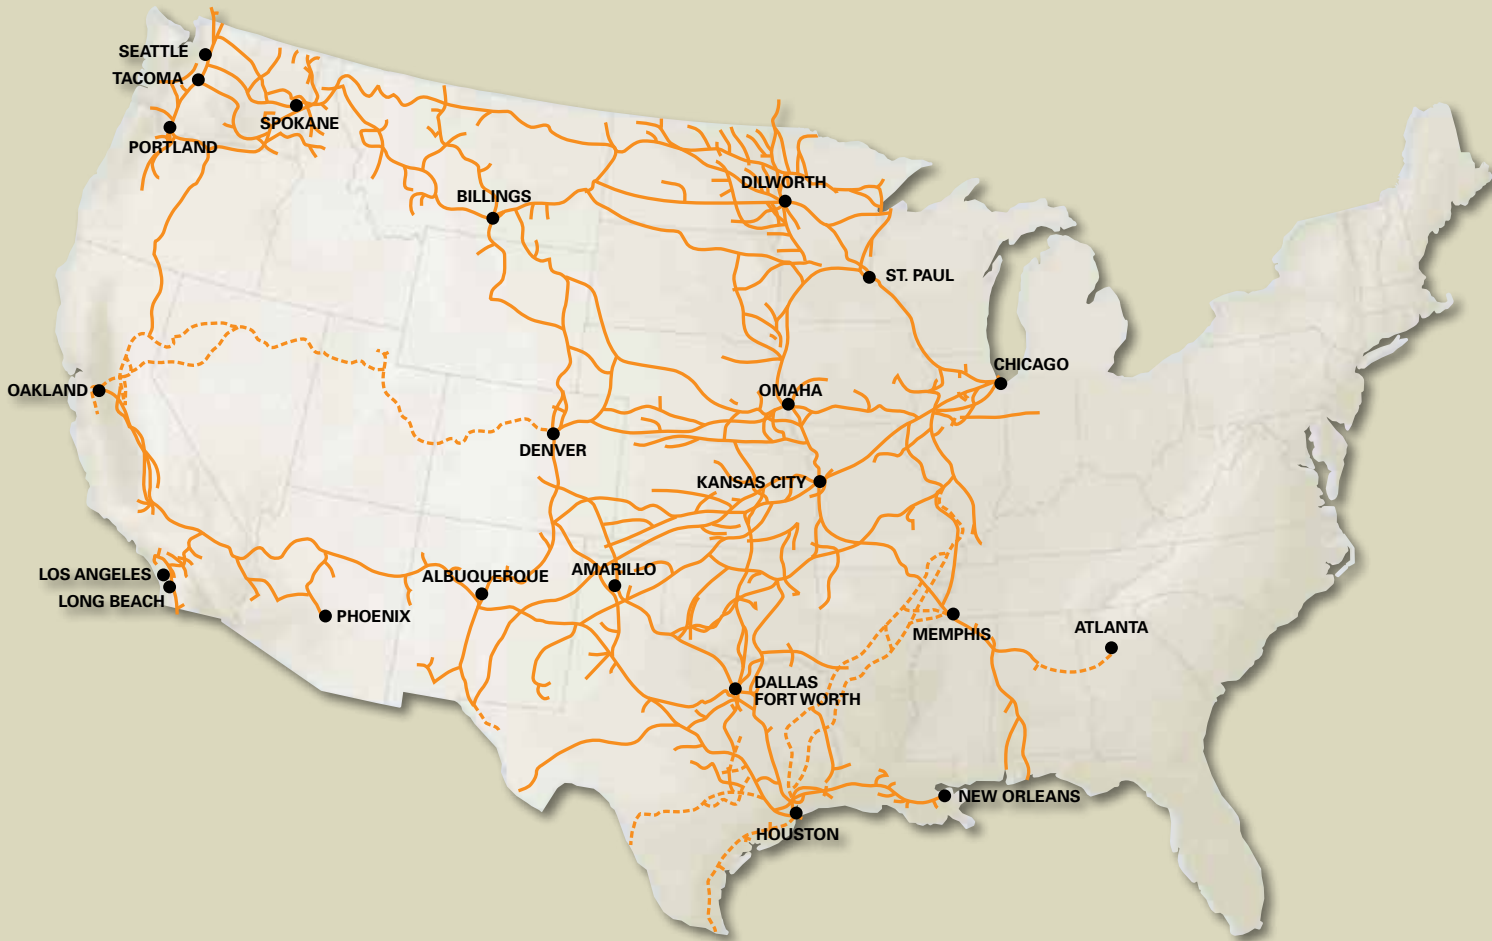 SEATTLE
TACOMA
SPOKANE
PORTLAND
BILLINGS
DILWORTH
ST. PAUL
CHICAGO
OAKLAND
OMAHA
DENVER
KANSAS CITY
LOS ANGELES
LONG BEACH
ALBUQUERQUE
AMARILLO
PHOENIX
MEMPHIS
ATLANTA
DALLAS
FORT WORTH
NEW ORLEANS
HOUSTON